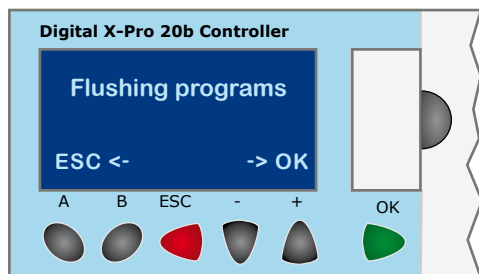 Digital X-Pro 20b Controller
Flushing programs
ESC <- -> OK
A B ESC - + OK